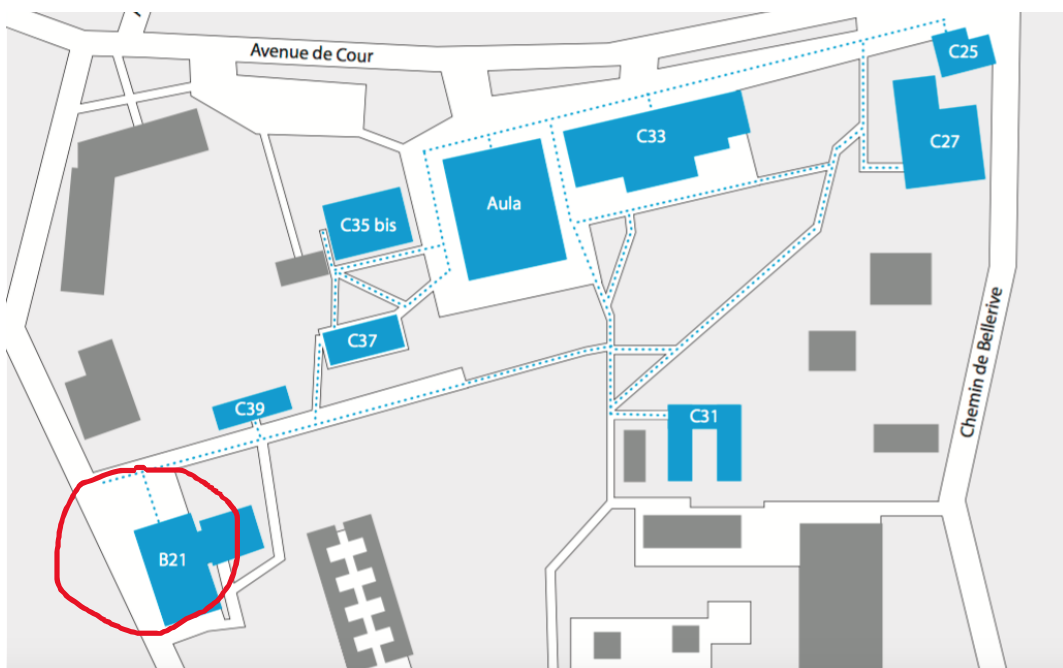 Avenue de Cour
C25
C33
C27
Aula
C35 bis
Chemin de Bellerive
C37
C39
C31
B21